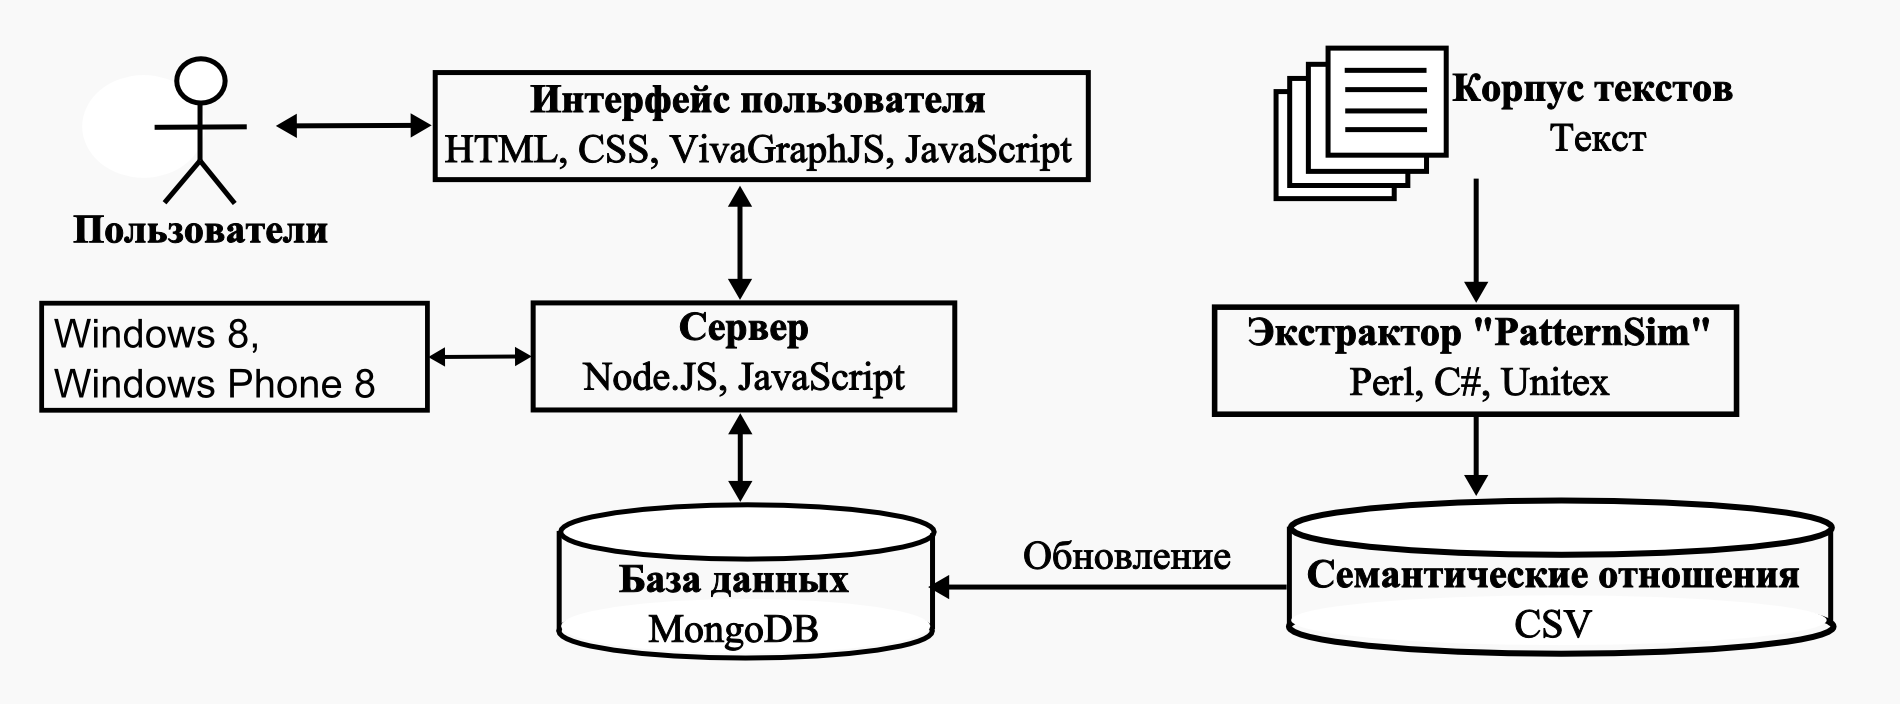 Интерфейс пользователя
HTML, CSS, VivaGraphJS, JavaScript
Пользователи
Корпус текстов
Текст
Windows 8,
Windows Phone 8
Сервер
Node.JS, JavaScript
Экстрактор "PatternSim"
Perl, C#, Unitex
База данных
MongoDB
Обновление
Семантические отношения
CSV